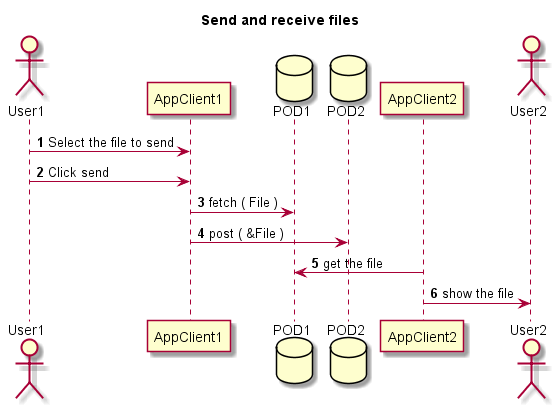 Send and receive files
User1
AppClient1
POD1
POD2
AppClient2
User2
1 Select the file to send
2 Click send
3 fetch ( File )
4 post ( &File )
5 get the file
6 show the file
User1
AppClient1
POD1
POD2
AppClient2
User2